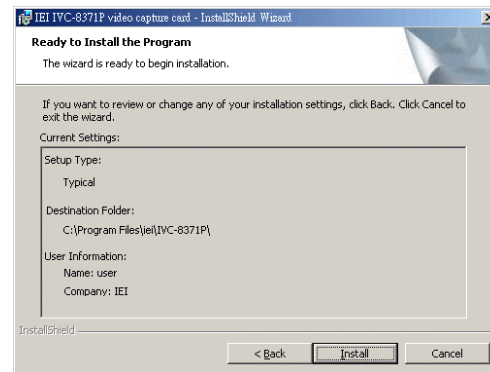 IEI IVC-8371P video capture card - InstallShield Wizard
Ready to Install the Program
The wizard is ready to begin installation.
If you want to review or change any of your installation settings, click Back. Click Cancel to
exit the wizard.
Current Settings:
Setup Type:
Typical
Destination Folder:
C:\Program Files\iei\IVC-8371P\
User Information:
Name: user
Company: IEI
InstallShield
< Back
Install
Cancel